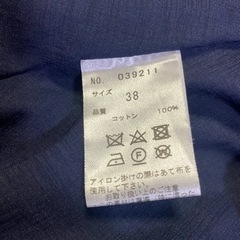 NO. 039211
サイズ 38
品質
コットン 100%
アイロン掛けの際はあて布を
使用して下さい